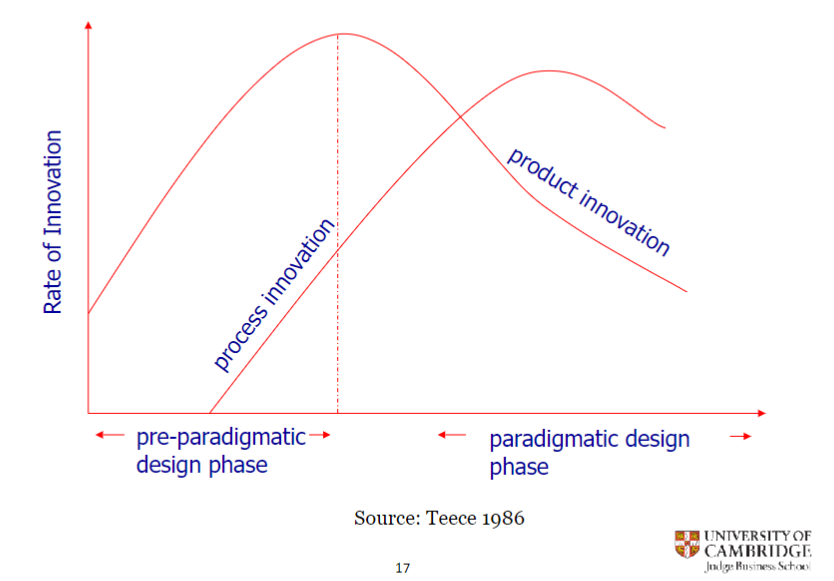 Rate of Innovation
process innovation
product innovation
pre-paradigmatic
design phase
paradigmatic design
phase
Source: Teece 1986
17
UNIVERSITY OF
CAMBRIDGE
Judge Business School